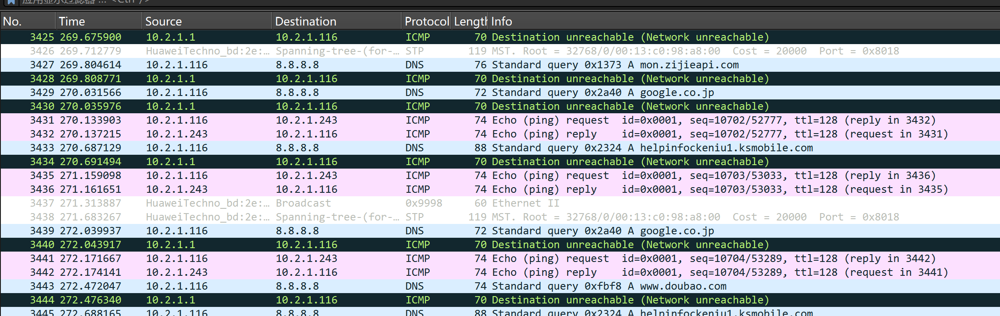 应用显示过滤器 … <Ctrl-/>
No. Time Source Destination Protocol Length Info
3425 269.675900 10.2.1.1 10.2.1.116 ICMP 70 Destination unreachable (Network unreachable)
3426 269.712779 HuaweiTechno_bd:2e:… Spanning-tree-(for-… STP 119 MST. Root = 32768/0/00:13:c0:98:a8:00 Cost = 20000 Port = 0x8018
3427 269.804614 10.2.1.116 8.8.8.8 DNS 76 Standard query 0x1373 A mon.zijieapi.com
3428 269.808771 10.2.1.1 10.2.1.116 ICMP 70 Destination unreachable (Network unreachable)
3429 270.031566 10.2.1.116 8.8.8.8 DNS 72 Standard query 0x2a40 A google.co.jp
3430 270.035976 10.2.1.1 10.2.1.116 ICMP 70 Destination unreachable (Network unreachable)
3431 270.133903 10.2.1.116 10.2.1.243 ICMP 74 Echo (ping) request id=0x0001, seq=10702/52777, ttl=128 (reply in 3432)
3432 270.137215 10.2.1.243 10.2.1.116 ICMP 74 Echo (ping) reply id=0x0001, seq=10702/52777, ttl=128 (request in 3431)
3433 270.687129 10.2.1.116 8.8.8.8 DNS 88 Standard query 0x2324 A helpinfockeniu1.ksmobile.com
3434 270.691494 10.2.1.1 10.2.1.116 ICMP 70 Destination unreachable (Network unreachable)
3435 271.159098 10.2.1.116 10.2.1.243 ICMP 74 Echo (ping) request id=0x0001, seq=10703/53033, ttl=128 (reply in 3436)
3436 271.161651 10.2.1.243 10.2.1.116 ICMP 74 Echo (ping) reply id=0x0001, seq=10703/53033, ttl=128 (request in 3435)
3437 271.313887 HuaweiTechno_bd:2e:… Broadcast 0x9998 60 Ethernet II
3438 271.683267 HuaweiTechno_bd:2e:… Spanning-tree-(for-… STP 119 MST. Root = 32768/0/00:13:c0:98:a8:00 Cost = 20000 Port = 0x8018
3439 272.039937 10.2.1.116 8.8.8.8 DNS 72 Standard query 0x2a40 A google.co.jp
3440 272.043917 10.2.1.1 10.2.1.116 ICMP 70 Destination unreachable (Network unreachable)
3441 272.171667 10.2.1.116 10.2.1.243 ICMP 74 Echo (ping) request id=0x0001, seq=10704/53289, ttl=128 (reply in 3442)
3442 272.174141 10.2.1.243 10.2.1.116 ICMP 74 Echo (ping) reply id=0x0001, seq=10704/53289, ttl=128 (request in 3441)
3443 272.472047 10.2.1.116 8.8.8.8 DNS 74 Standard query 0xfbf8 A www.doubao.com
3444 272.476340 10.2.1.1 10.2.1.116 ICMP 70 Destination unreachable (Network unreachable)
3445 272.688165 10.2.1.116 8.8.8.8 DNS 88 Standard query 0x2324 A helpinfockeniu1.ksmobile.com